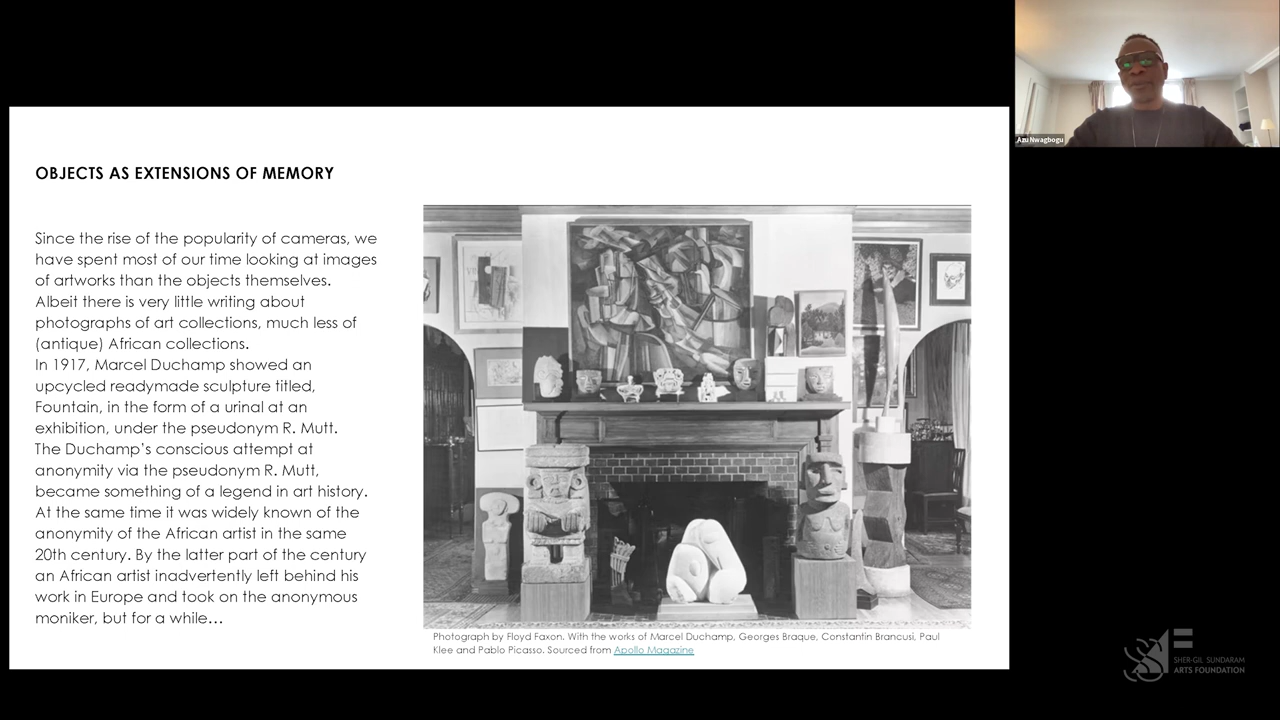 OBJECTS AS EXTENSIONS OF MEMORY
Since the rise of the popularity of cameras, we
have spent most of our time looking at images
of artworks than the objects themselves.
Albeit there is very little writing about
photographs of art collections, much less of
(antique) African collections.
In 1917, Marcel Duchamp showed an
upcycled readymade sculpture titled,
Fountain, in the form of a urinal at an
exhibition, under the pseudonym R. Mutt.
The Duchamp’s conscious attempt at
anonymity via the pseudonym R. Mutt,
became something of a legend in art history.
At the same time it was widely known of the
anonymity of the African artist in the same
20th century. By the latter part of the century
an African artist inadvertently left behind his
work in Europe and took on the anonymous
moniker, but for a while…
Photograph by Floyd Faxon. With the works of Marcel Duchamp, Georges Braque, Constantin Brancusi, Paul
Klee and Pablo Picasso. Sourced from Apollo Magazine
Azu Nwagbogu
SHER-GIL SUNDARAM
ARTS FOUNDATION